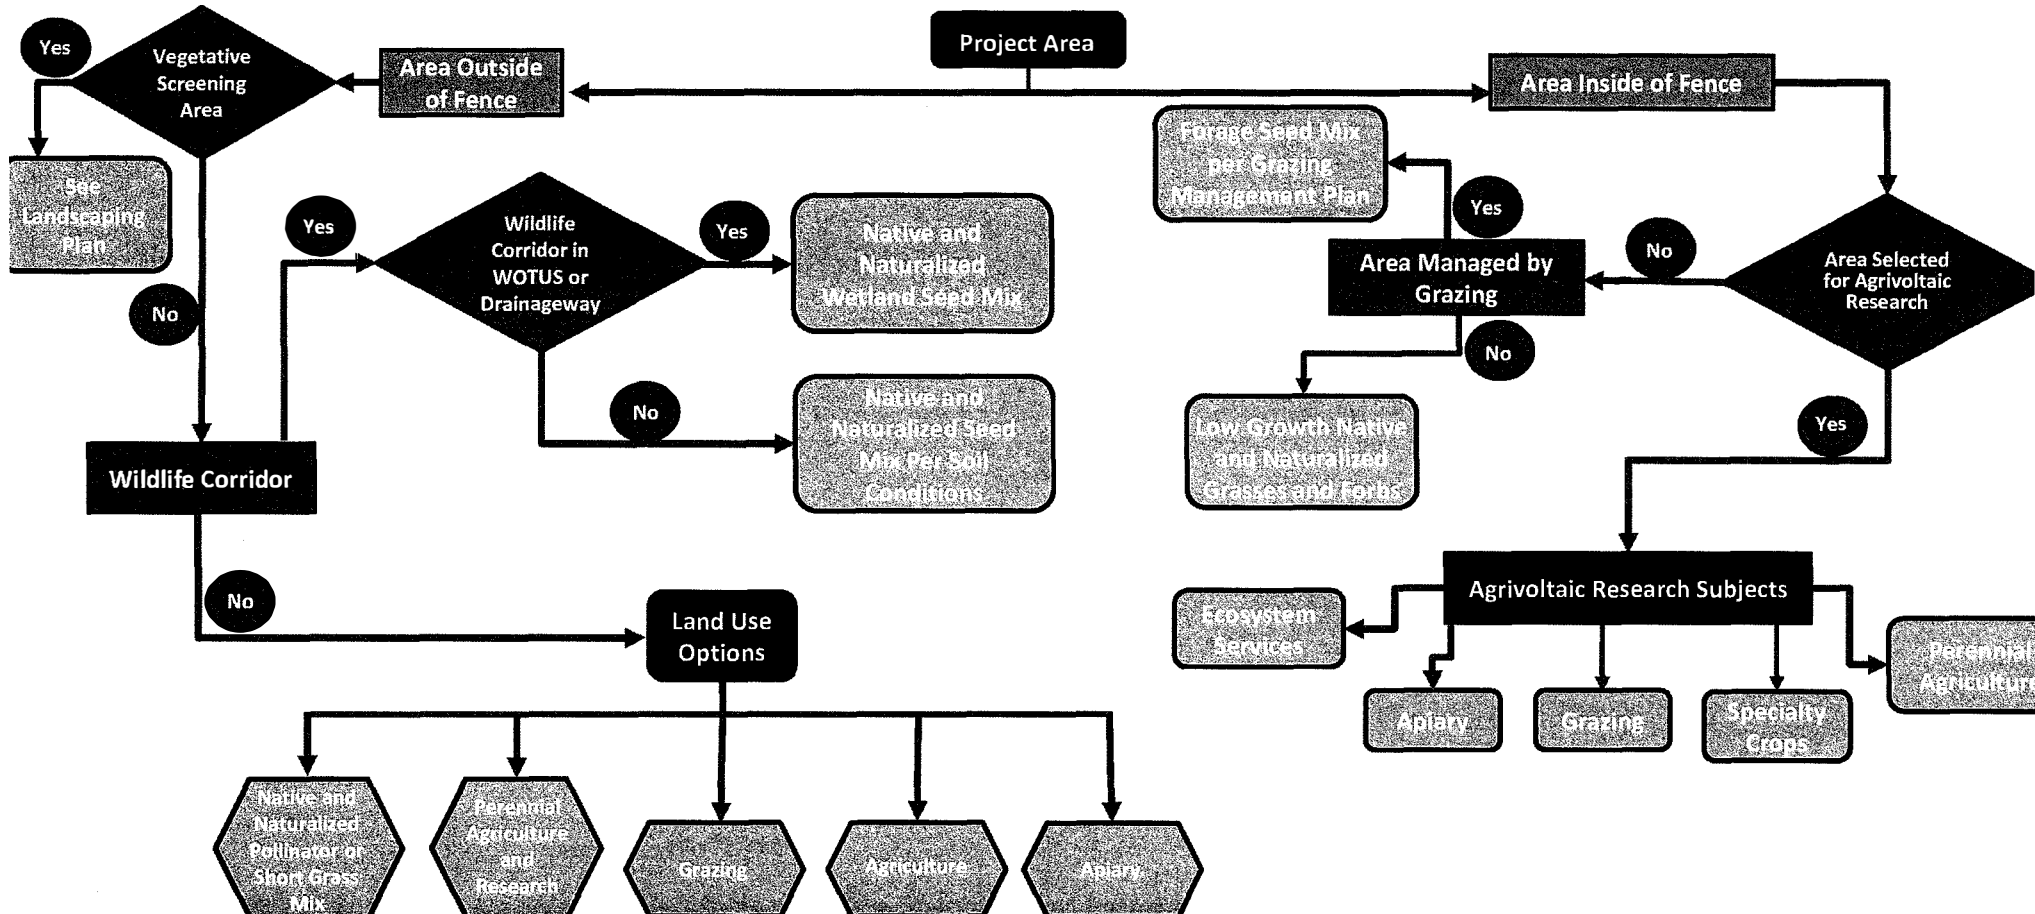 Project Area
Area Outside
of Fence
Area Inside of Fence
Yes
Vegetative
Screening
Area
See
Landscaping
Plan
No
Wildlife Corridor
Yes
Wildlife
Corridor in
WOTUS or
Drainageway
Yes
Native and
Naturalized
Wetland Seed Mix
No
Native and
Naturalized Seed
Mix Per Soil
Conditions
No
Land Use
Options
Native and
Naturalized
Pollinator or
Short Grass
Mix
Perennial
Agriculture
and
Research
Grazing
Agriculture
Apiary
Area Selected
for Agrivoltaic
Research
No
Area Managed by
Grazing
Yes
Forage Seed Mix
per Grazing
Management Plan
No
Low Growth Native
and Naturalized
Grasses and Forbs
Yes
Agrivoltaic Research Subjects
Ecosystem
Services
Apiary
Grazing
Specialty
Crops
Perennial
Agriculture